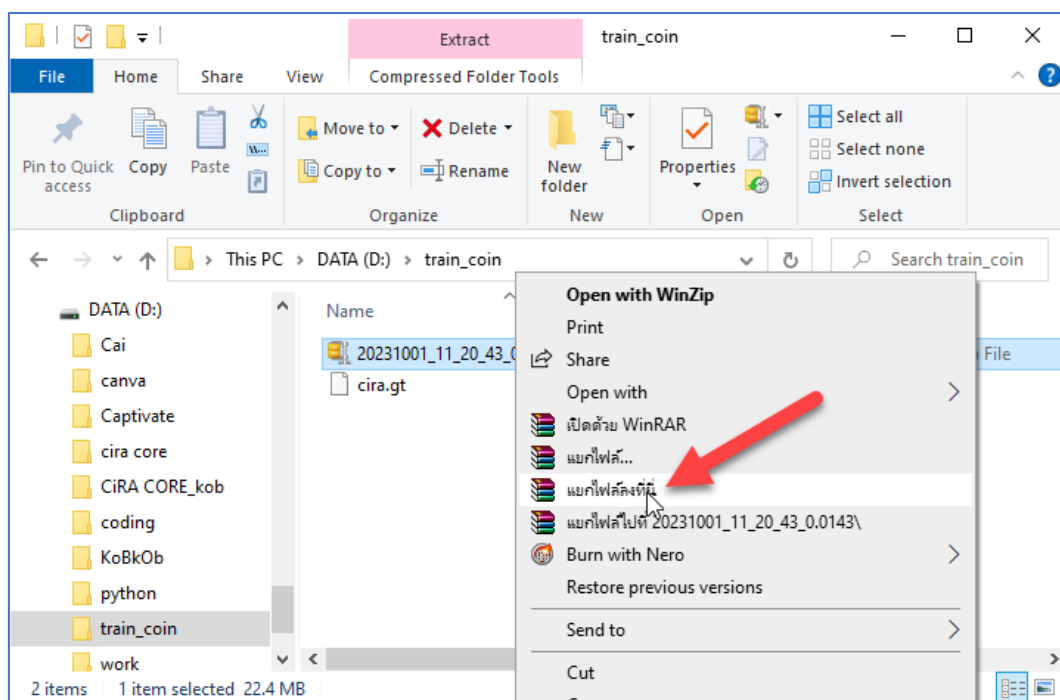 Extract
train_coin
File
Home
Share
View
Compressed Folder Tools
Pin to Quick access
Copy
Paste
Move to
Copy to
Delete
Rename
New folder
Properties
Select all
Select none
Invert selection
Clipboard
Organize
New
Open
Select
This PC > DATA (D:) > train_coin
Search train_coin
DATA (D:)
Cai
canva
Captivate
cira core
CiRA CORE_kob
coding
KoBkOb
python
train_coin
work
Name
20231001_11_20_43_0
cira.gt
File
Open with WinZip
Print
Share
Open with
เปิดด้วย WinRAR
แยกไฟล์...
แยกไฟล์ลงที่นี่
แยกไฟล์ไปที่ 20231001_11_20_43_0.0143\
Burn with Nero
Restore previous versions
Send to
Cut
2 items
1 item selected 22.4 MB